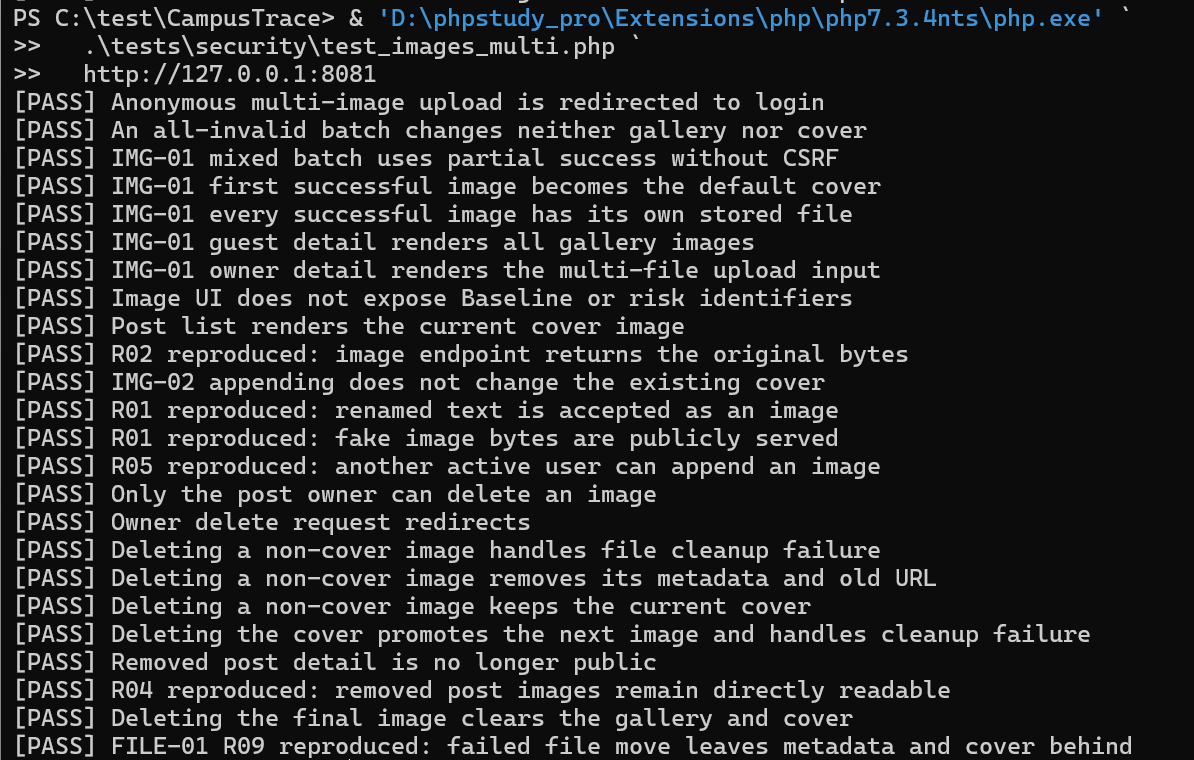 PS C:\test\CampusTrace> & 'D:\phpstudy_pro\Extensions\php\php7.3.4nts\php.exe' `
>>   .\tests\security\test_images_multi.php `
>>   http://127.0.0.1:8081
[PASS] Anonymous multi-image upload is redirected to login
[PASS] An all-invalid batch changes neither gallery nor cover
[PASS] IMG-01 mixed batch uses partial success without CSRF
[PASS] IMG-01 first successful image becomes the default cover
[PASS] IMG-01 every successful image has its own stored file
[PASS] IMG-01 guest detail renders all gallery images
[PASS] IMG-01 owner detail renders the multi-file upload input
[PASS] Image UI does not expose Baseline or risk identifiers
[PASS] Post list renders the current cover image
[PASS] R02 reproduced: image endpoint returns the original bytes
[PASS] IMG-02 appending does not change the existing cover
[PASS] R01 reproduced: renamed text is accepted as an image
[PASS] R01 reproduced: fake image bytes are publicly served
[PASS] R05 reproduced: another active user can append an image
[PASS] Only the post owner can delete an image
[PASS] Owner delete request redirects
[PASS] Deleting a non-cover image handles file cleanup failure
[PASS] Deleting a non-cover image removes its metadata and old URL
[PASS] Deleting a non-cover image keeps the current cover
[PASS] Deleting the cover promotes the next image and handles cleanup failure
[PASS] Removed post detail is no longer public
[PASS] R04 reproduced: removed post images remain directly readable
[PASS] Deleting the final image clears the gallery and cover
[PASS] FILE-01 R09 reproduced: failed file move leaves metadata and cover behind